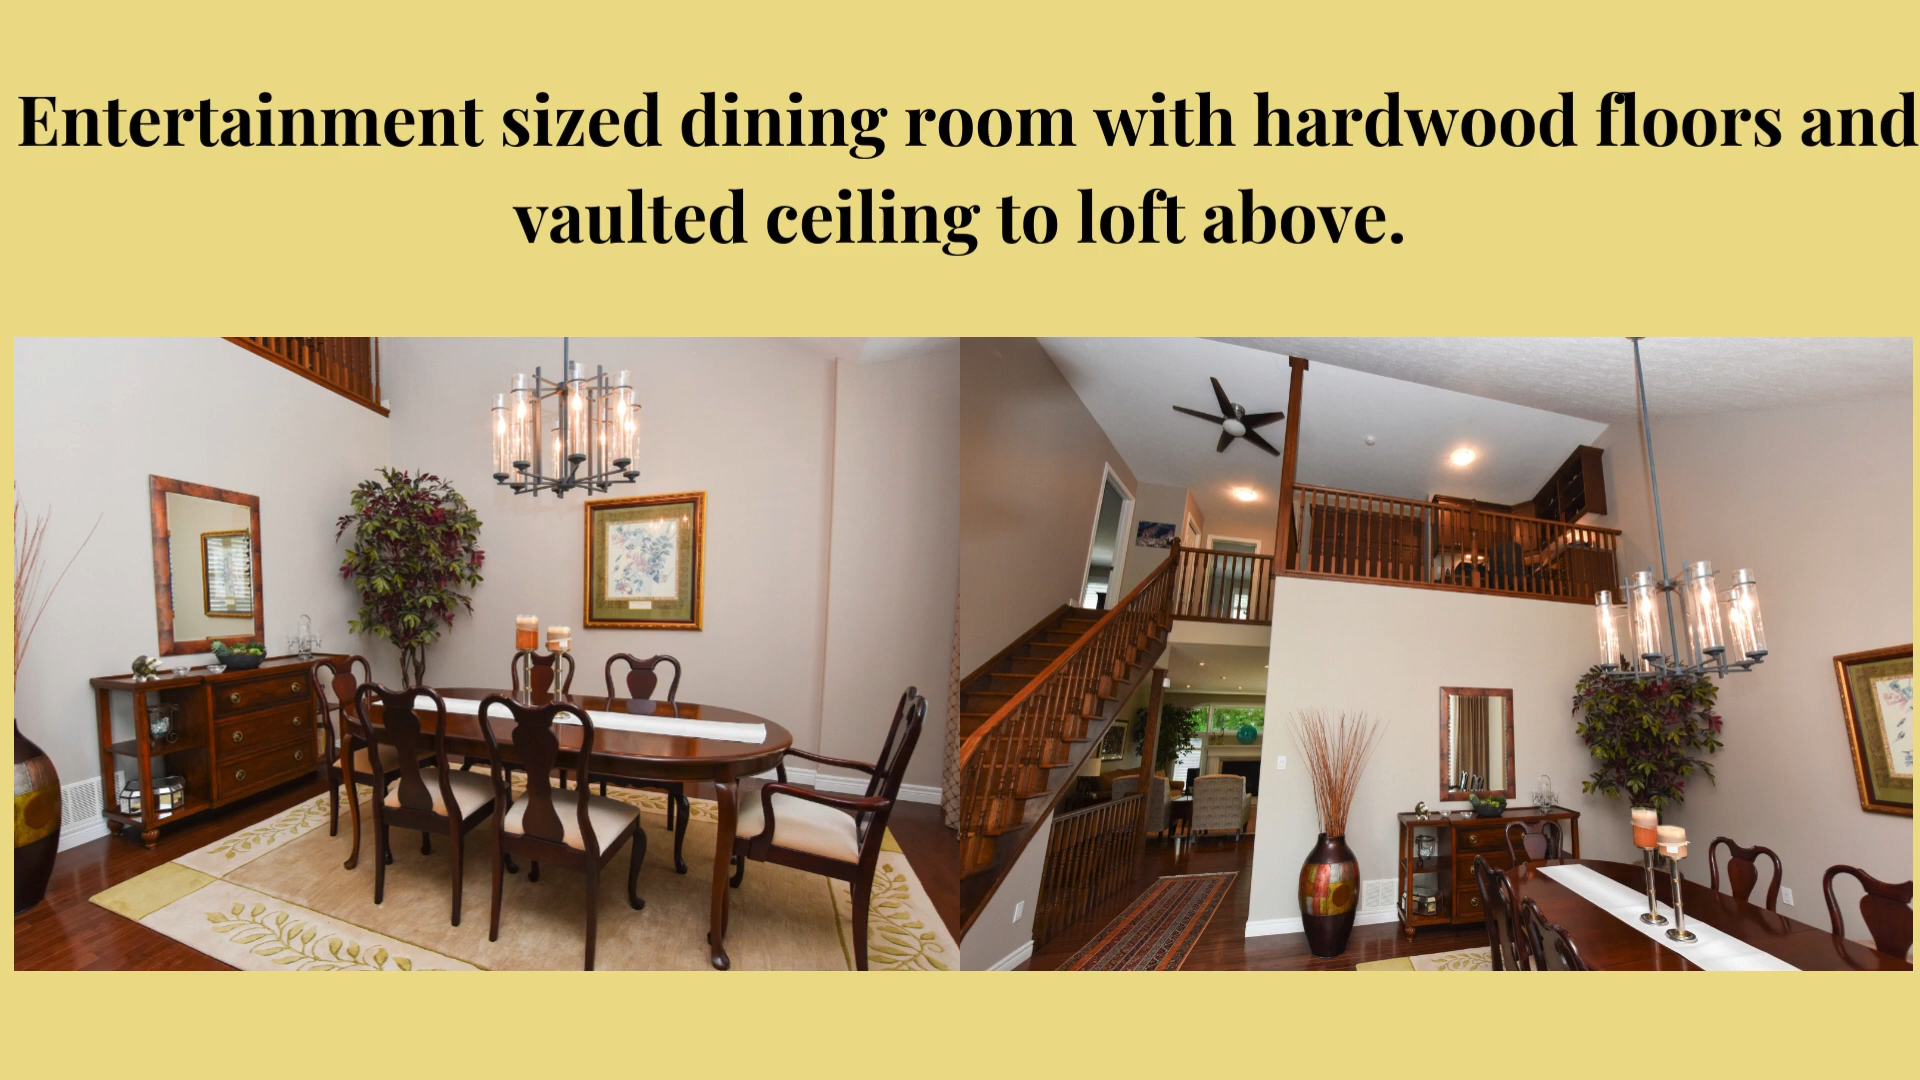 Entertainment sized dining room with hardwood floors and
vaulted ceiling to loft above.